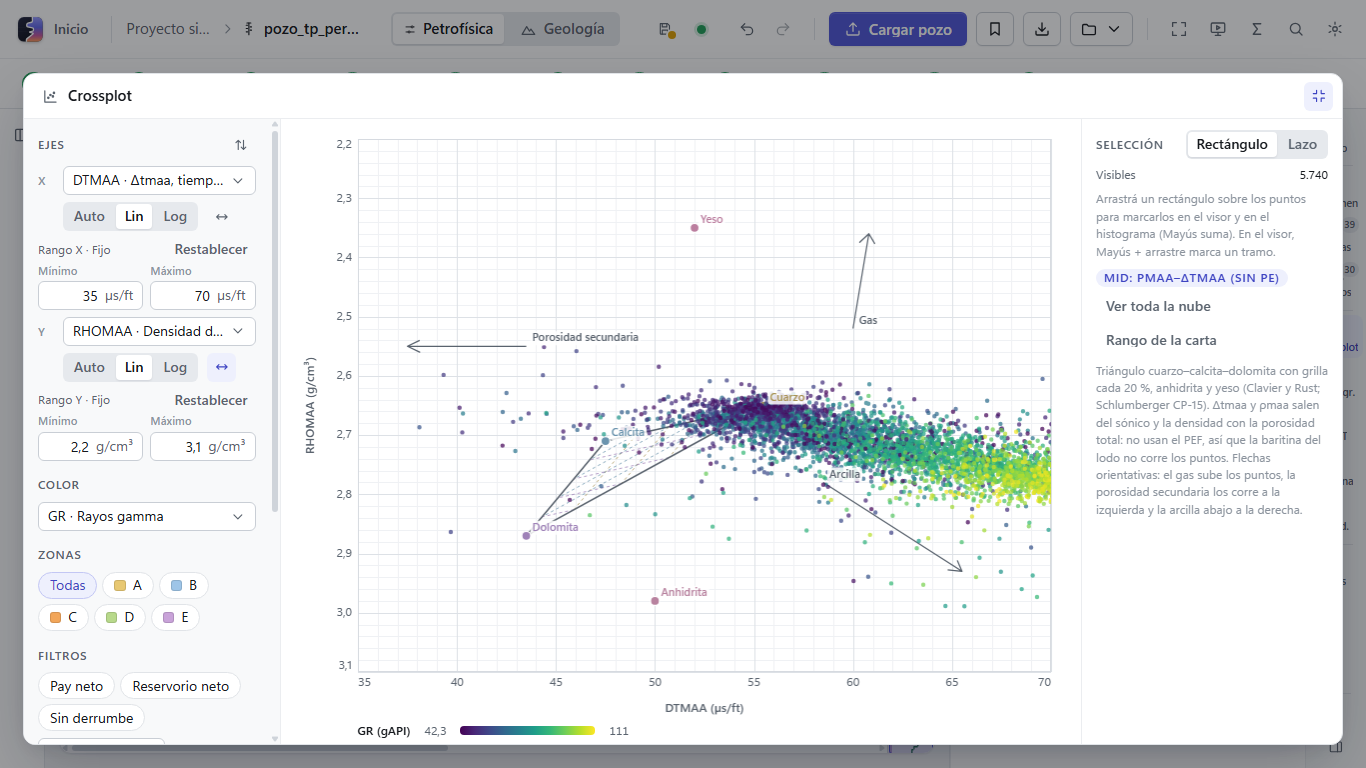 Inicio
Proyecto si...
pozo_tp_per...
Petrofísica
Geología
Cargar pozo
Crossplot
EJES
X
DTMAA · Δtmaa, tiemp...
Auto
Lin
Log
Rango X · Fijo
Restablecer
Mínimo
Máximo
35 µs/ft
70 µs/ft
Y
RHOMAA · Densidad d...
Auto
Lin
Log
Rango Y · Fijo
Restablecer
Mínimo
Máximo
2,2 g/cm³
3,1 g/cm³
COLOR
GR · Rayos gamma
ZONAS
Todas
A
B
C
D
E
FILTROS
Pay neto
Reservorio neto
Sin derrumbe
2,2
2,3
2,4
2,5
2,6
2,7
2,8
2,9
3,0
3,1
RHOMAA (g/cm³)
Yeso
Gas
Porosidad secundaria
Cuarzo
Calcita
Arcilla
Dolomita
Anhidrita
35
40
45
50
55
60
65
70
DTMAA (µs/ft)
GR (gAPI)
42,3
111
SELECCIÓN
Rectángulo
Lazo
Visibles
5.740
Arrastrá un rectángulo sobre los puntos
para marcarlos en el visor y en el
histograma (Mayús suma). En el visor,
Mayús + arrastre marca un tramo.
MID: ΡMAA–ΔTMAA (SIN PE)
Ver toda la nube
Rango de la carta
Triángulo cuarzo–calcita–dolomita con grilla
cada 20 %, anhidrita y yeso (Clavier y Rust;
Schlumberger CP-15). Δtmaa y ρmaa salen
del sónico y la densidad con la porosidad
total: no usan el PEF, así que la baritina del
lodo no corre los puntos. Flechas
orientativas: el gas sube los puntos, la
porosidad secundaria los corre a la
izquierda y la arcilla abajo a la derecha.
39
30